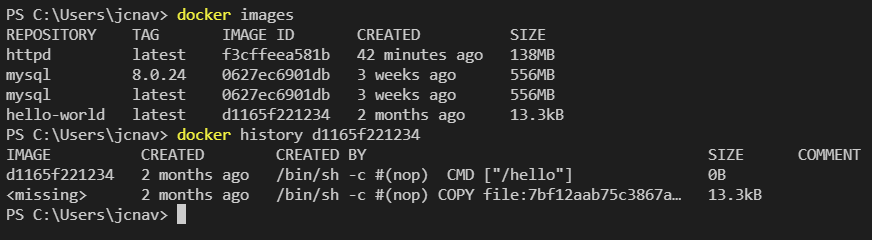 PS C:\Users\jcnav> docker images
REPOSITORY    TAG       IMAGE ID       CREATED          SIZE
httpd         latest    f3cffeea581b   42 minutes ago   138MB
mysql         8.0.24    0627ec6901db   3 weeks ago      556MB
mysql         latest    0627ec6901db   3 weeks ago      556MB
hello-world   latest    d1165f221234   2 months ago     13.3kB
PS C:\Users\jcnav> docker history d1165f221234
IMAGE          CREATED        CREATED BY                                      SIZE      COMMENT
d1165f221234   2 months ago   /bin/sh -c #(nop)  CMD ["/hello"]               0B
<missing>      2 months ago   /bin/sh -c #(nop) COPY file:7bf12aab75c3867a…   13.3kB
PS C:\Users\jcnav>